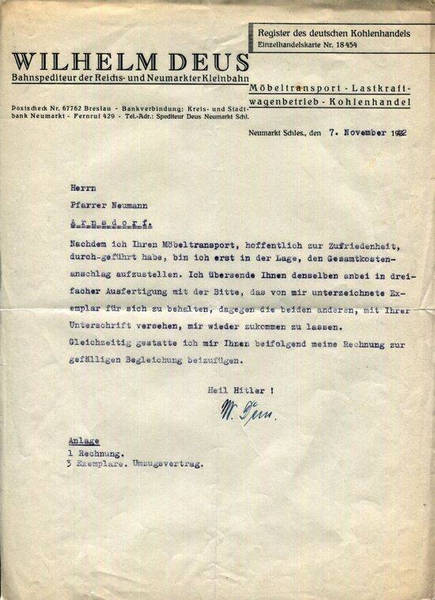 Register des deutschen Kohlenhandels
Einzelhandelskarte Nr. 18454
WILHELM DEUS
Bahnspediteur der Reichs- und Neumarkter Kleinbahn
Möbeltransport - Lastkraft-
wagenbetrieb - Kohlenhandel
Postscheck Nr. 67762 Breslau - Bankverbindung: Kreis- und Stadt-
bank Neumarkt - Fernruf 429 - Tel.-Adr.: Spediteur Deus Neumarkt Schl.
Neumarkt Schles., den 7. November 1942
Herrn
Pfarrer Neumann
Arnsdorf.
Nachdem ich Ihren Möbeltransport, hoffentlich zur Zufriedenheit,
durch-geführt habe, bin ich erst in der Lage, den Gesamtkosten-
anschlag aufzustellen. Ich übersende Ihnen denselben anbei in drei-
facher Ausfertigung mit der Bitte, das von mir unterzeichnete Ex-
emplar für sich zu behalten, dagegen die beiden anderen, mit Ihrer
Unterschrift versehen, mir wieder zukommen zu lassen.
Gleichzeitig gestatte ich mir Ihnen beifolgend meine Rechnung zur
gefälligen Begleichung beizufügen.
Heil Hitler !
W. Deus.
Anlage
1 Rechnung.
3 Exemplare. Umzugsvertrag.